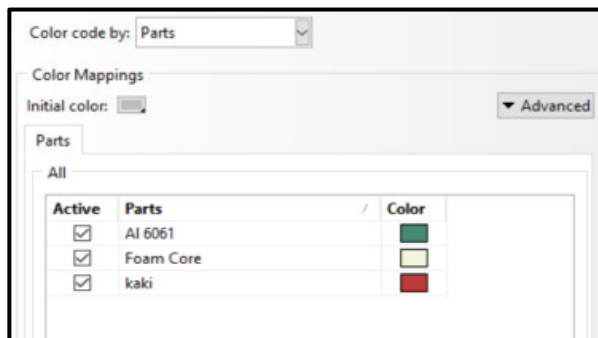 Color code by: Parts
Color Mappings
Initial color:
Advanced
Parts
All
Active Parts / Color
Al 6061
Foam Core
kaki